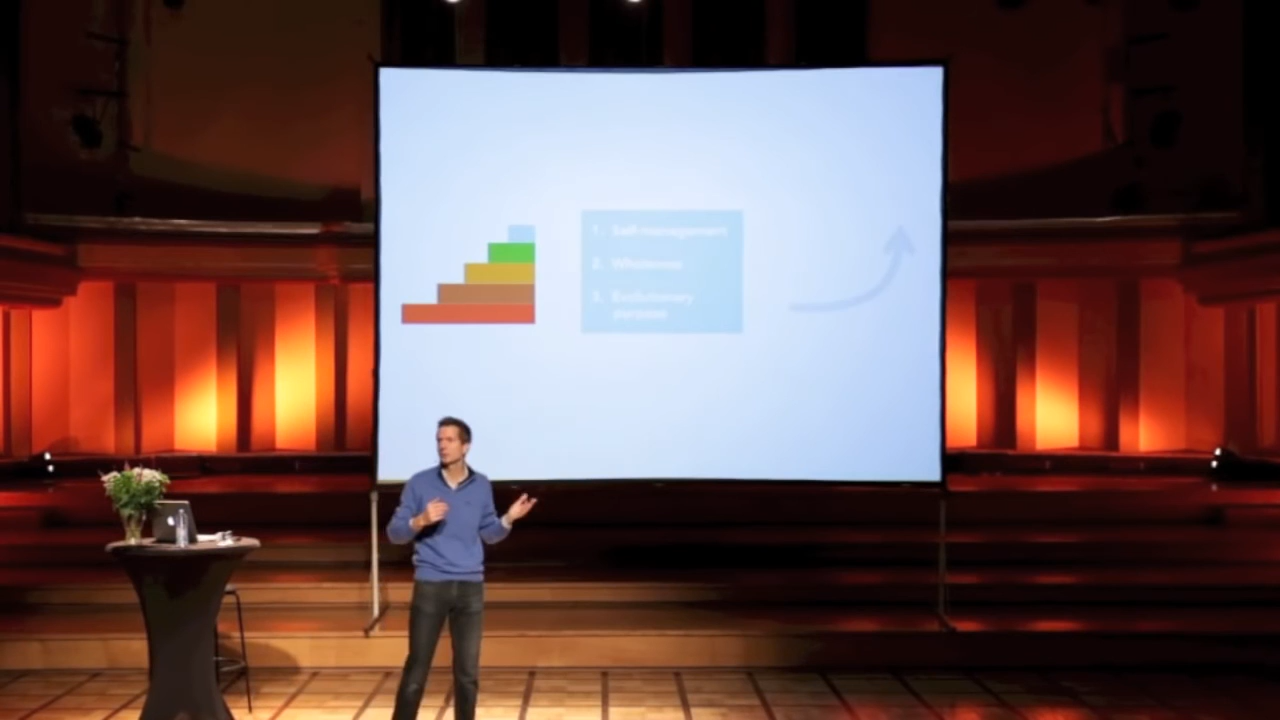 1. Self-management
2. Wholeness
3. Evolutionary
purpose